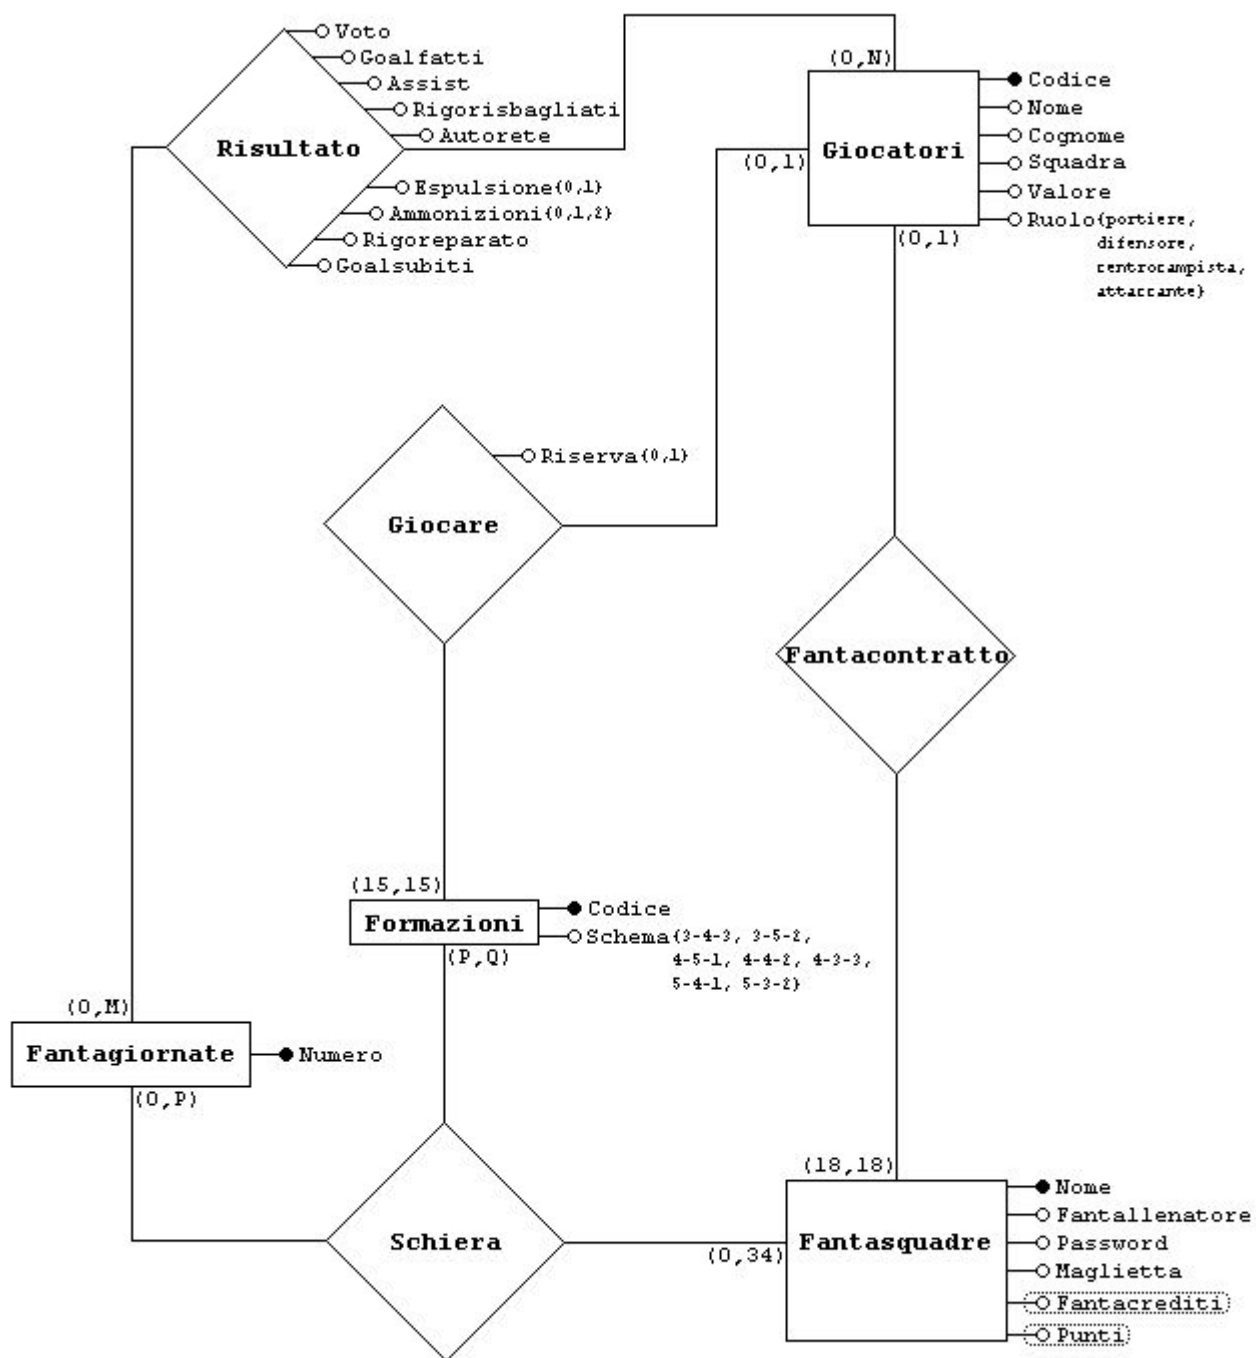 Voto
Goalfatti
Assist
Rigorisbagliati
Autorete
Risultato
Espulsione{0,1}
Ammonizioni{0,1,2}
Rigoreparato
Goalsubiti
(0,N)
Giocatori
(0,1)
(0,1)
Codice
Nome
Cognome
Squadra
Valore
Ruolo{portiere,
difensore,
centrocampista,
attaccante}
Riserva{0,1}
Giocare
Fantacontratto
(15,15)
Formazioni
(P,Q)
Codice
Schema{3-4-3, 3-5-2,
4-5-1, 4-4-2, 4-3-3,
5-4-1, 5-3-2}
(0,M)
Fantagiornate
Numero
(0,P)
Schiera
(18,18)
(0,34)
Fantasquadre
Nome
Fantallenatore
Password
Maglietta
Fantacrediti
Punti